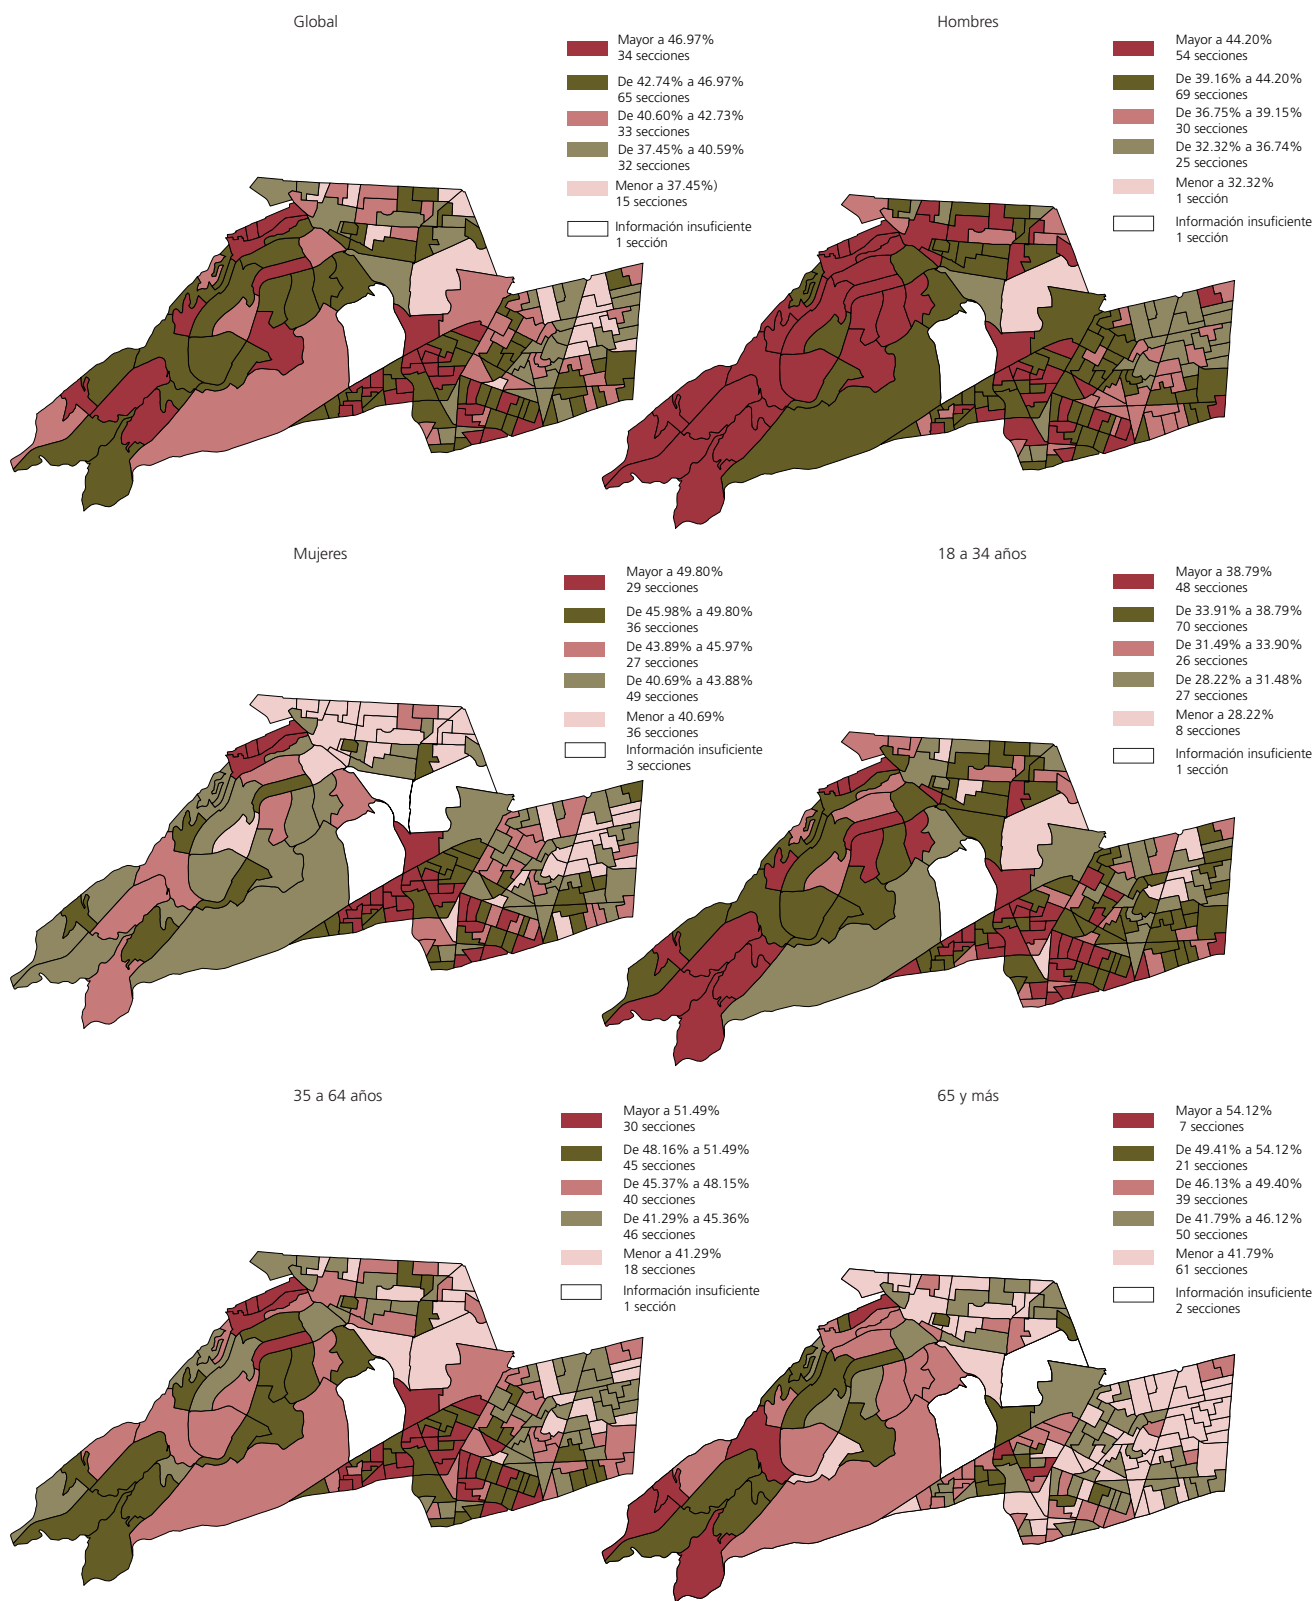 Global
Mayor a 46.97%
34 secciones
De 42.74% a 46.97%
65 secciones
De 40.60% a 42.73%
33 secciones
De 37.45% a 40.59%
32 secciones
Menor a 37.45%)
15 secciones
Información insuficiente
1 sección
Hombres
Mayor a 44.20%
54 secciones
De 39.16% a 44.20%
69 secciones
De 36.75% a 39.15%
30 secciones
De 32.32% a 36.74%
25 secciones
Menor a 32.32%
1 sección
Información insuficiente
1 sección
Mujeres
Mayor a 49.80%
29 secciones
De 45.98% a 49.80%
36 secciones
De 43.89% a 45.97%
27 secciones
De 40.69% a 43.88%
49 secciones
Menor a 40.69%
36 secciones
Información insuficiente
3 secciones
18 a 34 años
Mayor a 38.79%
48 secciones
De 33.91% a 38.79%
70 secciones
De 31.49% a 33.90%
26 secciones
De 28.22% a 31.48%
27 secciones
Menor a 28.22%
8 secciones
Información insuficiente
1 sección
35 a 64 años
Mayor a 51.49%
30 secciones
De 48.16% a 51.49%
45 secciones
De 45.37% a 48.15%
40 secciones
De 41.29% a 45.36%
46 secciones
Menor a 41.29%
18 secciones
Información insuficiente
1 sección
65 y más
Mayor a 54.12%
7 secciones
De 49.41% a 54.12%
21 secciones
De 46.13% a 49.40%
39 secciones
De 41.79% a 46.12%
50 secciones
Menor a 41.79%
61 secciones
Información insuficiente
2 secciones